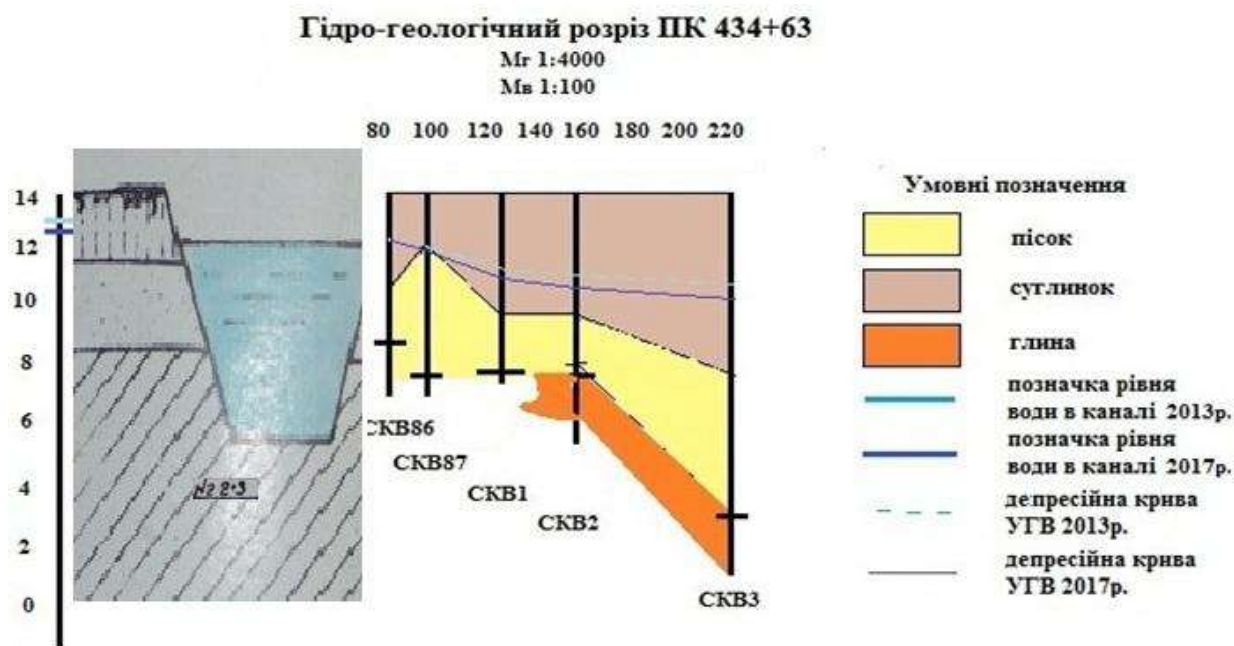 Гідро-геологічний розріз ПК 434+63
Мг 1:4000
Мв 1:100
80 100 120 140 160 180 200 220
14
12
10
8
6
4
2
0
СКВ86
СКВ87
СКВ1
СКВ2
СКВ3
Умовні позначення
пісок
суглинок
глина
позначка рівня
води в каналі 2013р.
позначка рівня
води в каналі 2017р.
депресійна крива
УГВ 2013р.
депресійна крива
УГВ 2017р.